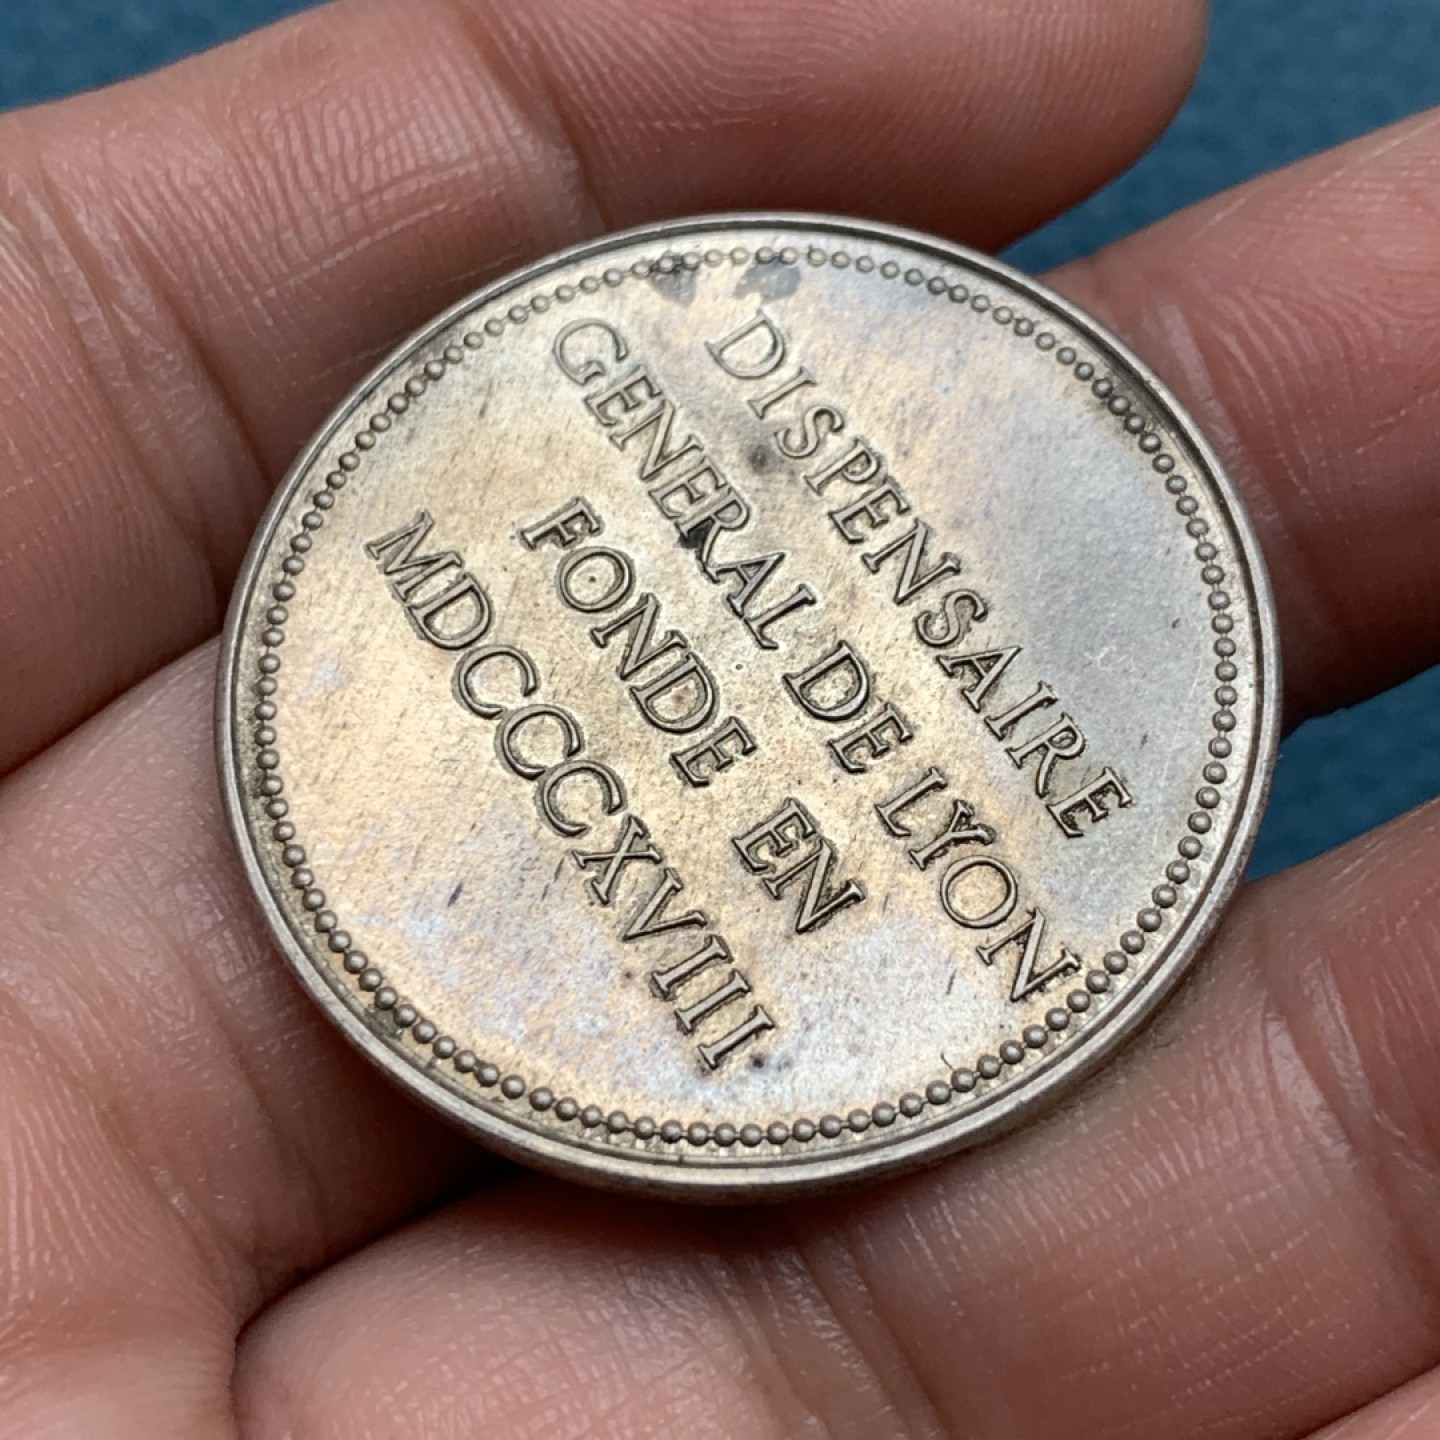 DISPENSAIRE
GENERAL DE LYON
FONDE EN
MDCCCXVIII